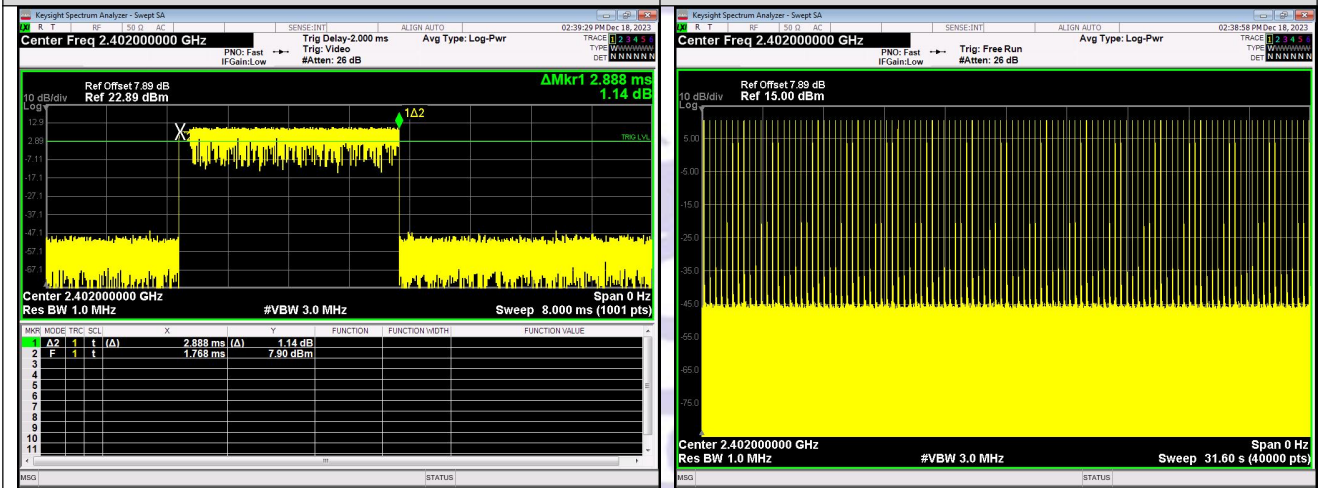 Keysight Spectrum Analyzer - Swept SA
R T RF 50 Ω AC SENSE:INT ALIGN AUTO 02:39:29 PM Dec 18, 2023
Center Freq 2.402000000 GHz
PNO: Fast
IFGain:Low
Trig Delay-2.000 ms
Trig: Video
#Atten: 26 dB
Avg Type: Log-Pwr
TRACE 1 2 3 4 5 6
TYPE WWWWWW
DET N N N N N N
ΔMkr1 2.888 ms
1.14 dB
Ref Offset 7.89 dB
10 dB/div Ref 22.89 dBm
Log
1Δ2
12.9
2.89
TRIG LVL
-7.11
-17.1
-27.1
-37.1
-47.1
-57.1
-67.1
Center 2.402000000 GHz Span 0 Hz
Res BW 1.0 MHz #VBW 3.0 MHz Sweep 8.000 ms (1001 pts)
MKR MODE TRC SCL X Y FUNCTION FUNCTION WIDTH FUNCTION VALUE
1 Δ2 1 t (Δ) 2.888 ms (Δ) 1.14 dB
2 F 1 t 1.768 ms 7.90 dBm
3
4
5
6
7
8
9
10
11
MSG STATUS
Keysight Spectrum Analyzer - Swept SA
R T RF 50 Ω AC SENSE:INT ALIGN AUTO 02:38:58 PM Dec 18, 2023
Center Freq 2.402000000 GHz
PNO: Fast
IFGain:Low
Trig: Free Run
#Atten: 26 dB
Avg Type: Log-Pwr
TRACE 1 2 3 4 5 6
TYPE WWWWWW
DET N N N N N N
Ref Offset 7.89 dB
10 dB/div Ref 15.00 dBm
Log
5.00
-5.00
-15.0
-25.0
-35.0
-45.0
-55.0
-65.0
-75.0
Center 2.402000000 GHz Span 0 Hz
Res BW 1.0 MHz #VBW 3.0 MHz Sweep 31.60 s (40000 pts)
MSG STATUS